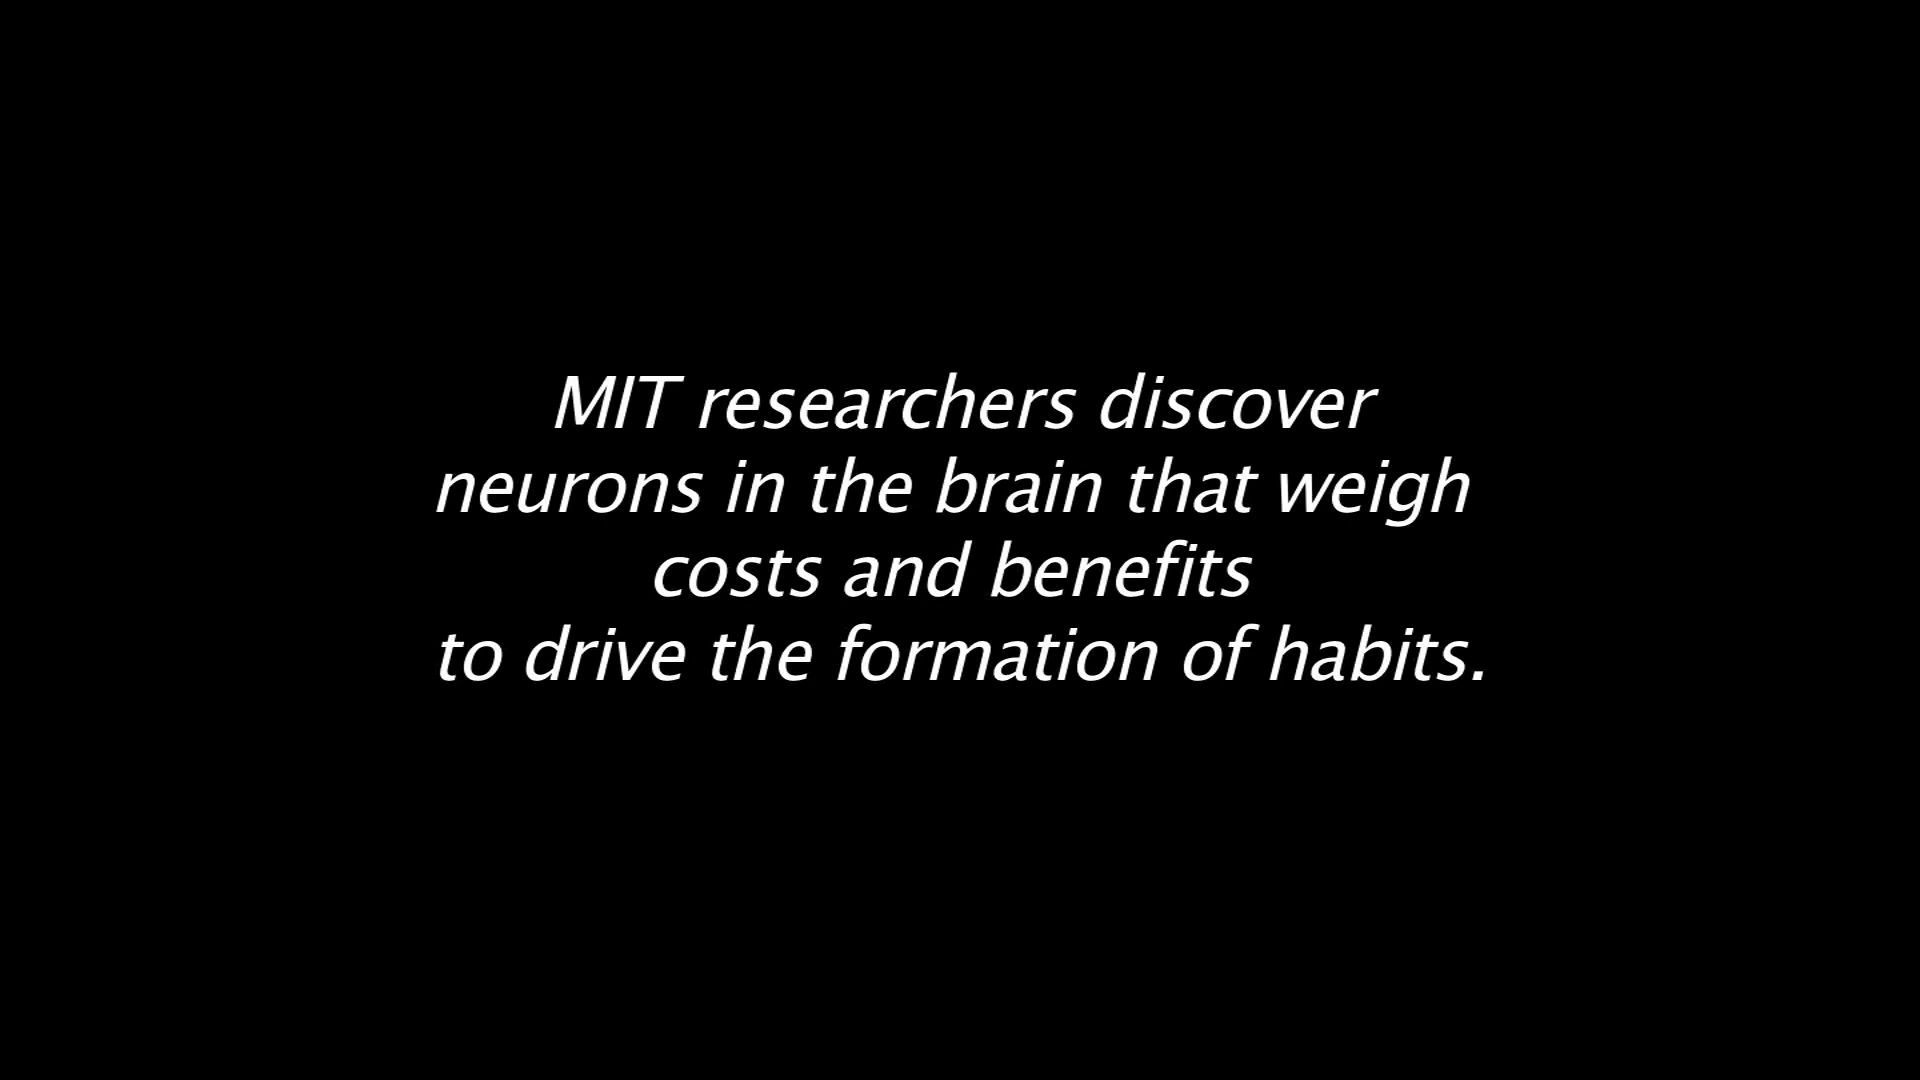 MIT researchers discover
neurons in the brain that weigh
costs and benefits
to drive the formation of habits.